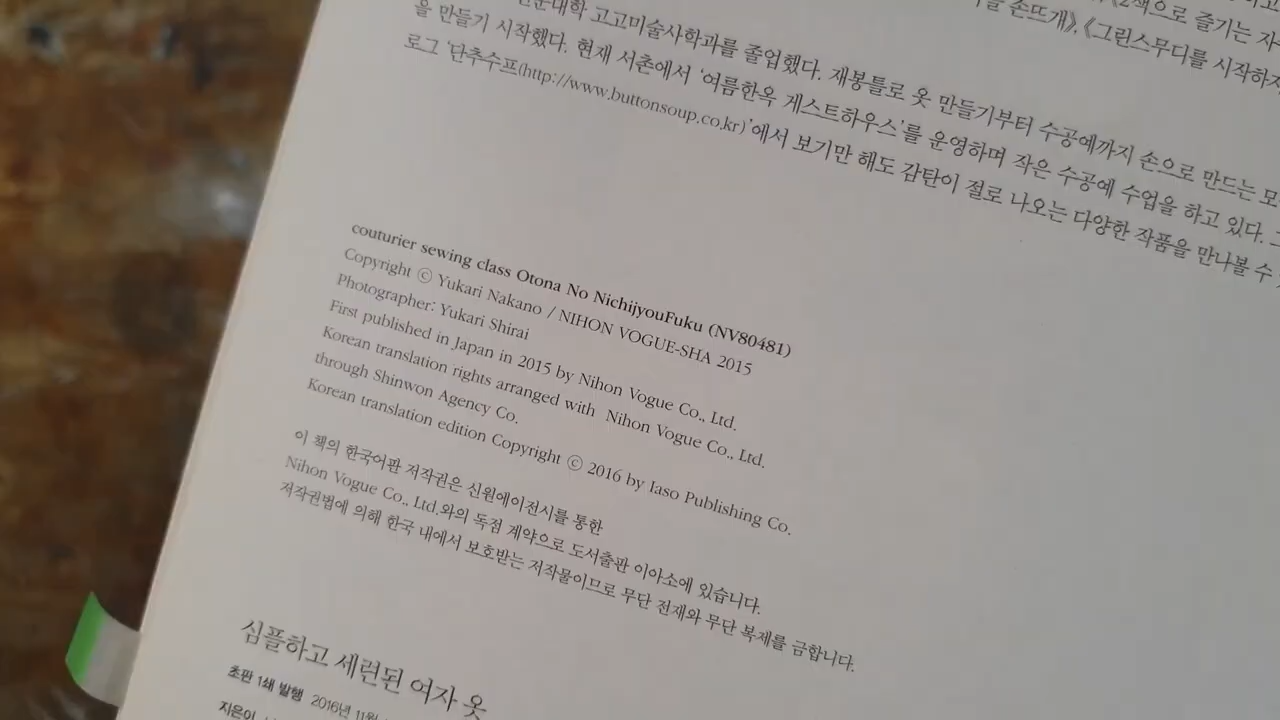 《2색으로 즐기는
손뜨개》, 《그린스무디를 시작하
고고미술사학과를 졸업했다. 재봉틀로 옷 만들기부터 수공예까지 손으로 만드는
을 만들기 시작했다. 현재 서촌에서 '여름한옥 게스트하우스'를 운영하며 작은 수공예 수업을 하고 있다.
로그 '단추수프(http://www.buttonsoup.co.kr)'에서 보기만 해도 감탄이 절로 나오는 다양한 작품을 만나볼 수
couturier sewing class Otona No NichijyouFuku (NV80481)
Copyright ⓒ Yukari Nakano / NIHON VOGUE-SHA 2015
Photographer: Yukari Shirai
First published in Japan in 2015 by Nihon Vogue Co., Ltd.
Korean translation rights arranged with Nihon Vogue Co., Ltd.
through Shinwon Agency Co.
Korean translation edition Copyright ⓒ 2016 by Iaso Publishing Co.
이 책의 한국어판 저작권은 신원에이전시를 통한
Nihon Vogue Co., Ltd.와의 독점 계약으로 도서출판 이아소에 있습니다.
저작권법에 의해 한국 내에서 보호받는 저작물이므로 무단 전재와 무단 복제를 금합니다.
심플하고 세련된 여자 옷
초판 1쇄 발행 2016년 11월
지은이